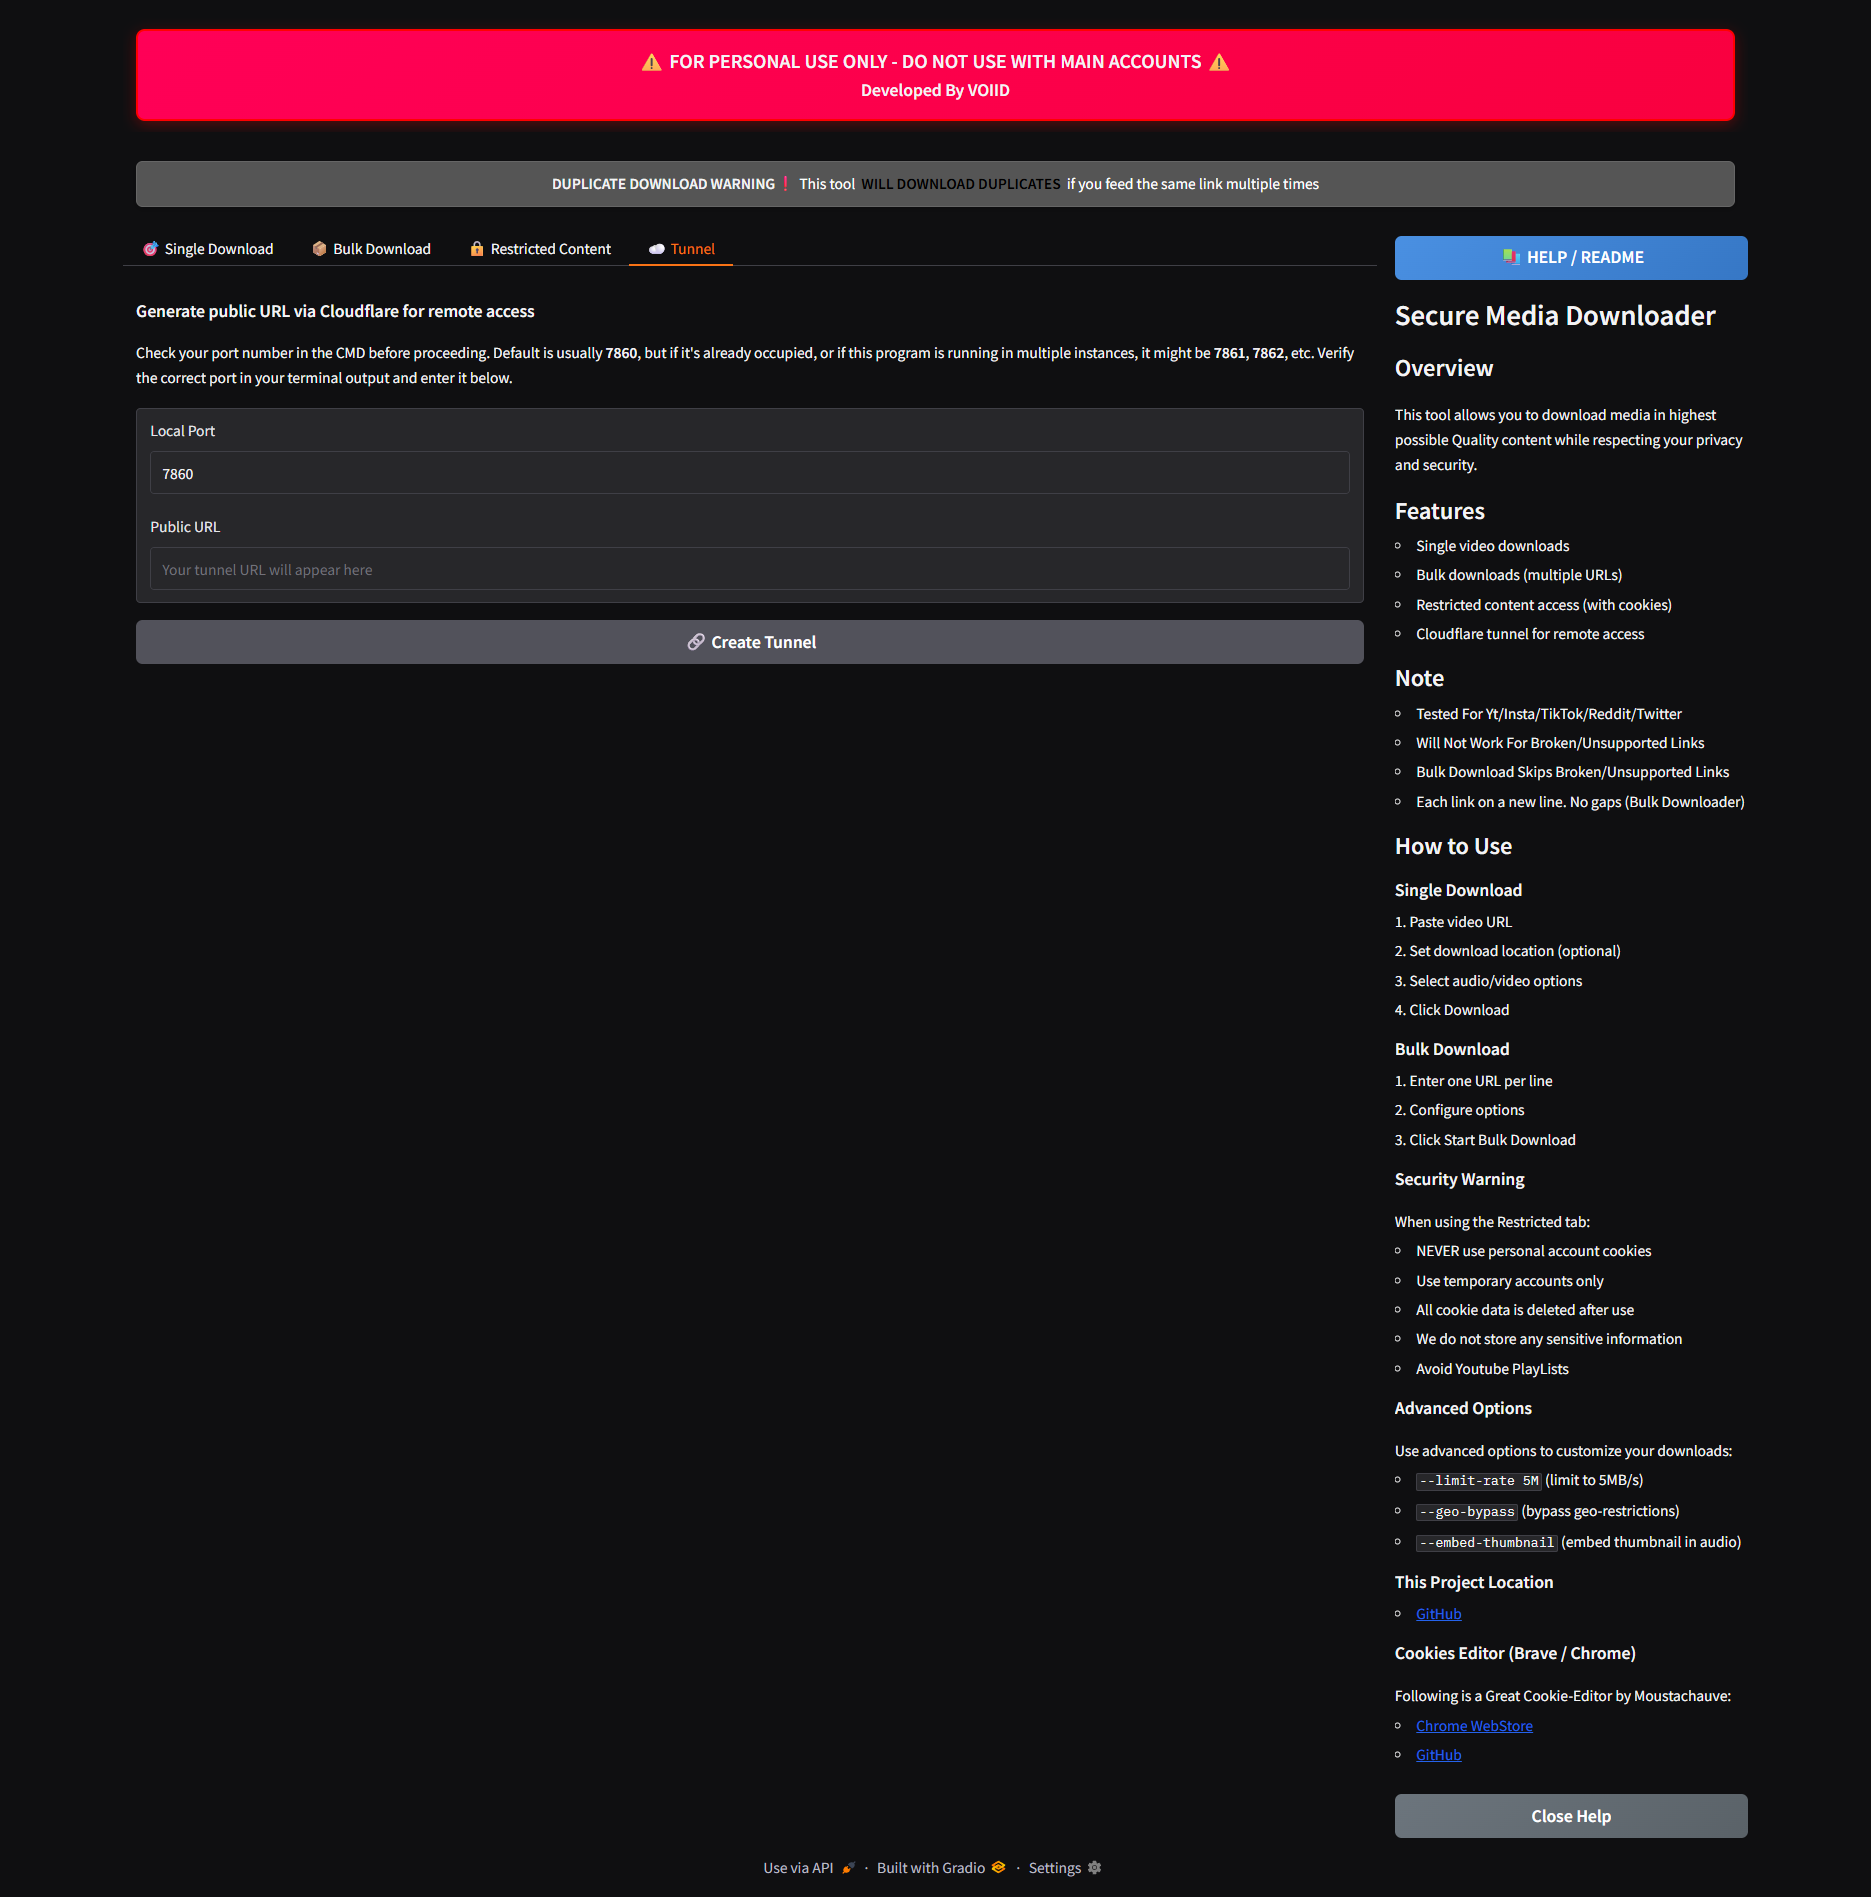 ⚠️ FOR PERSONAL USE ONLY - DO NOT USE WITH MAIN ACCOUNTS ⚠️
Developed By VOIID
DUPLICATE DOWNLOAD WARNING❗ This tool WILL DOWNLOAD DUPLICATES if you feed the same link multiple times
🎯 Single Download
📦 Bulk Download
🔒 Restricted Content
☁️ Tunnel
Generate public URL via Cloudflare for remote access
Check your port number in the CMD before proceeding. Default is usually 7860, but if it's already occupied, or if this program is running in multiple instances, it might be 7861, 7862, etc. Verify
the correct port in your terminal output and enter it below.
Local Port
7860
Public URL
Your tunnel URL will appear here
🔗 Create Tunnel
HELP / README
Secure Media Downloader
Overview
This tool allows you to download media in highest
possible Quality content while respecting your privacy
and security.
Features
Single video downloads
Bulk downloads (multiple URLs)
Restricted content access (with cookies)
Cloudflare tunnel for remote access
Note
Tested For Yt/Insta/TikTok/Reddit/Twitter
Will Not Work For Broken/Unsupported Links
Bulk Download Skips Broken/Unsupported Links
Each link on a new line. No gaps (Bulk Downloader)
How to Use
Single Download
1. Paste video URL
2. Set download location (optional)
3. Select audio/video options
4. Click Download
Bulk Download
1. Enter one URL per line
2. Configure options
3. Click Start Bulk Download
Security Warning
When using the Restricted tab:
NEVER use personal account cookies
Use temporary accounts only
All cookie data is deleted after use
We do not store any sensitive information
Avoid Youtube PlayLists
Advanced Options
Use advanced options to customize your downloads:
--limit-rate 5M (limit to 5MB/s)
--geo-bypass (bypass geo-restrictions)
--embed-thumbnail (embed thumbnail in audio)
This Project Location
GitHub
Cookies Editor (Brave / Chrome)
Following is a Great Cookie-Editor by Moustachauve:
Chrome WebStore
GitHub
Close Help
Use via API 🚀 · Built with Gradio · Settings ⚙️